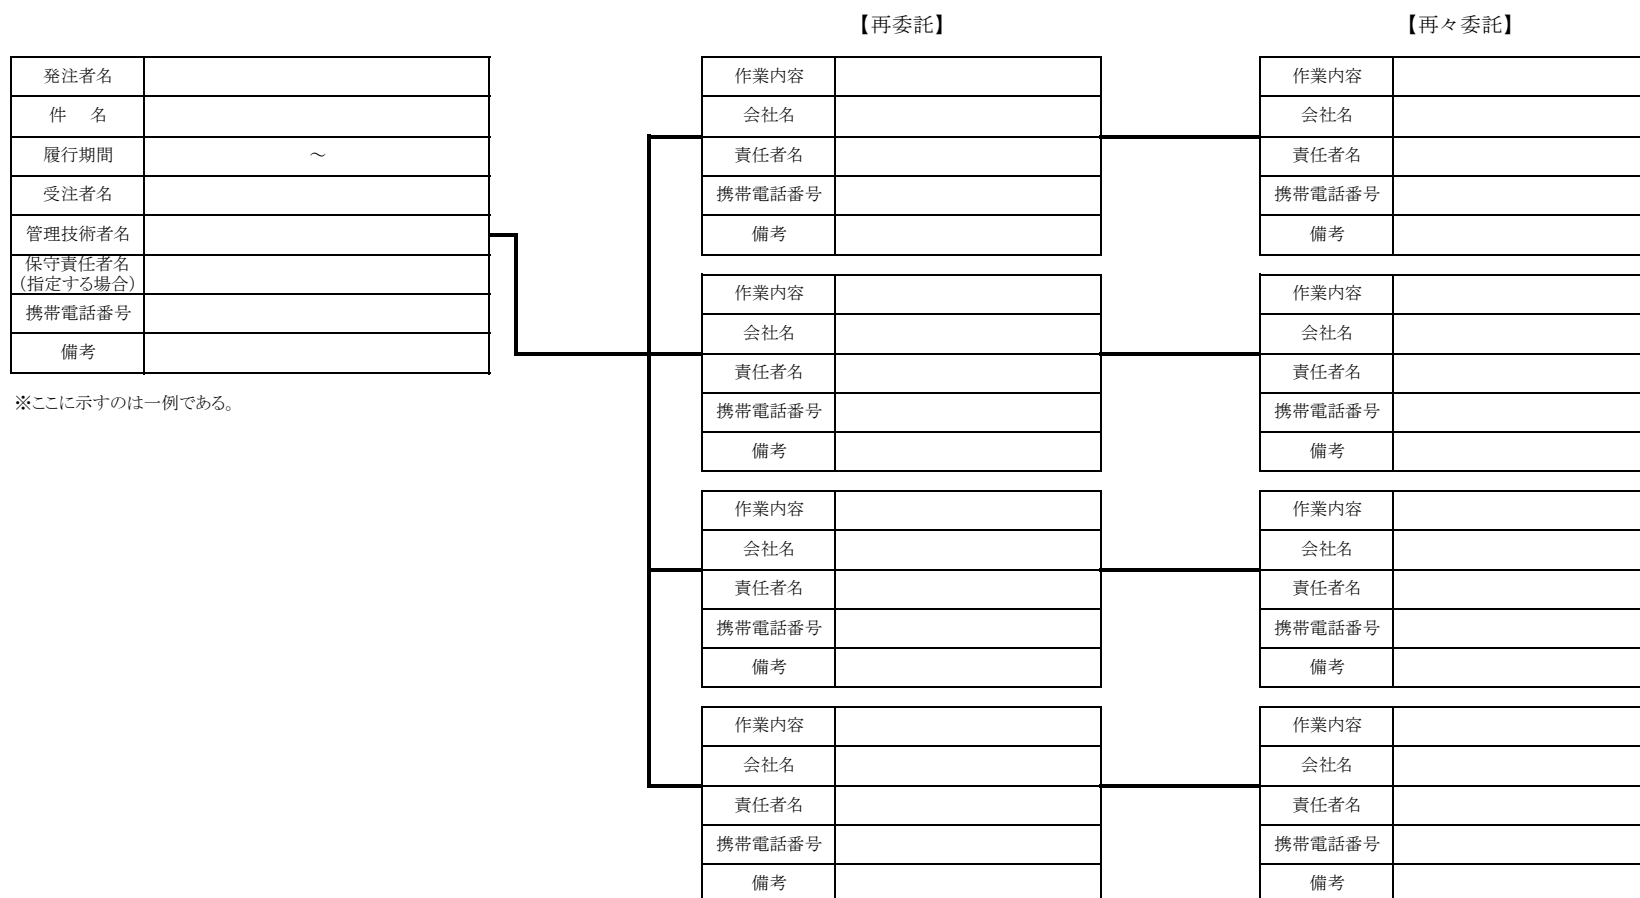 【再委託】
【再々委託】
発注者名
件　名
履行期間
～
受注者名
管理技術者名
保守責任者名
（指定する場合）
携帯電話番号
備考
※ここに示すのは一例である。
作業内容
会社名
責任者名
携帯電話番号
備考
作業内容
会社名
責任者名
携帯電話番号
備考
作業内容
会社名
責任者名
携帯電話番号
備考
作業内容
会社名
責任者名
携帯電話番号
備考
作業内容
会社名
責任者名
携帯電話番号
備考
作業内容
会社名
責任者名
携帯電話番号
備考
作業内容
会社名
責任者名
携帯電話番号
備考
作業内容
会社名
責任者名
携帯電話番号
備考